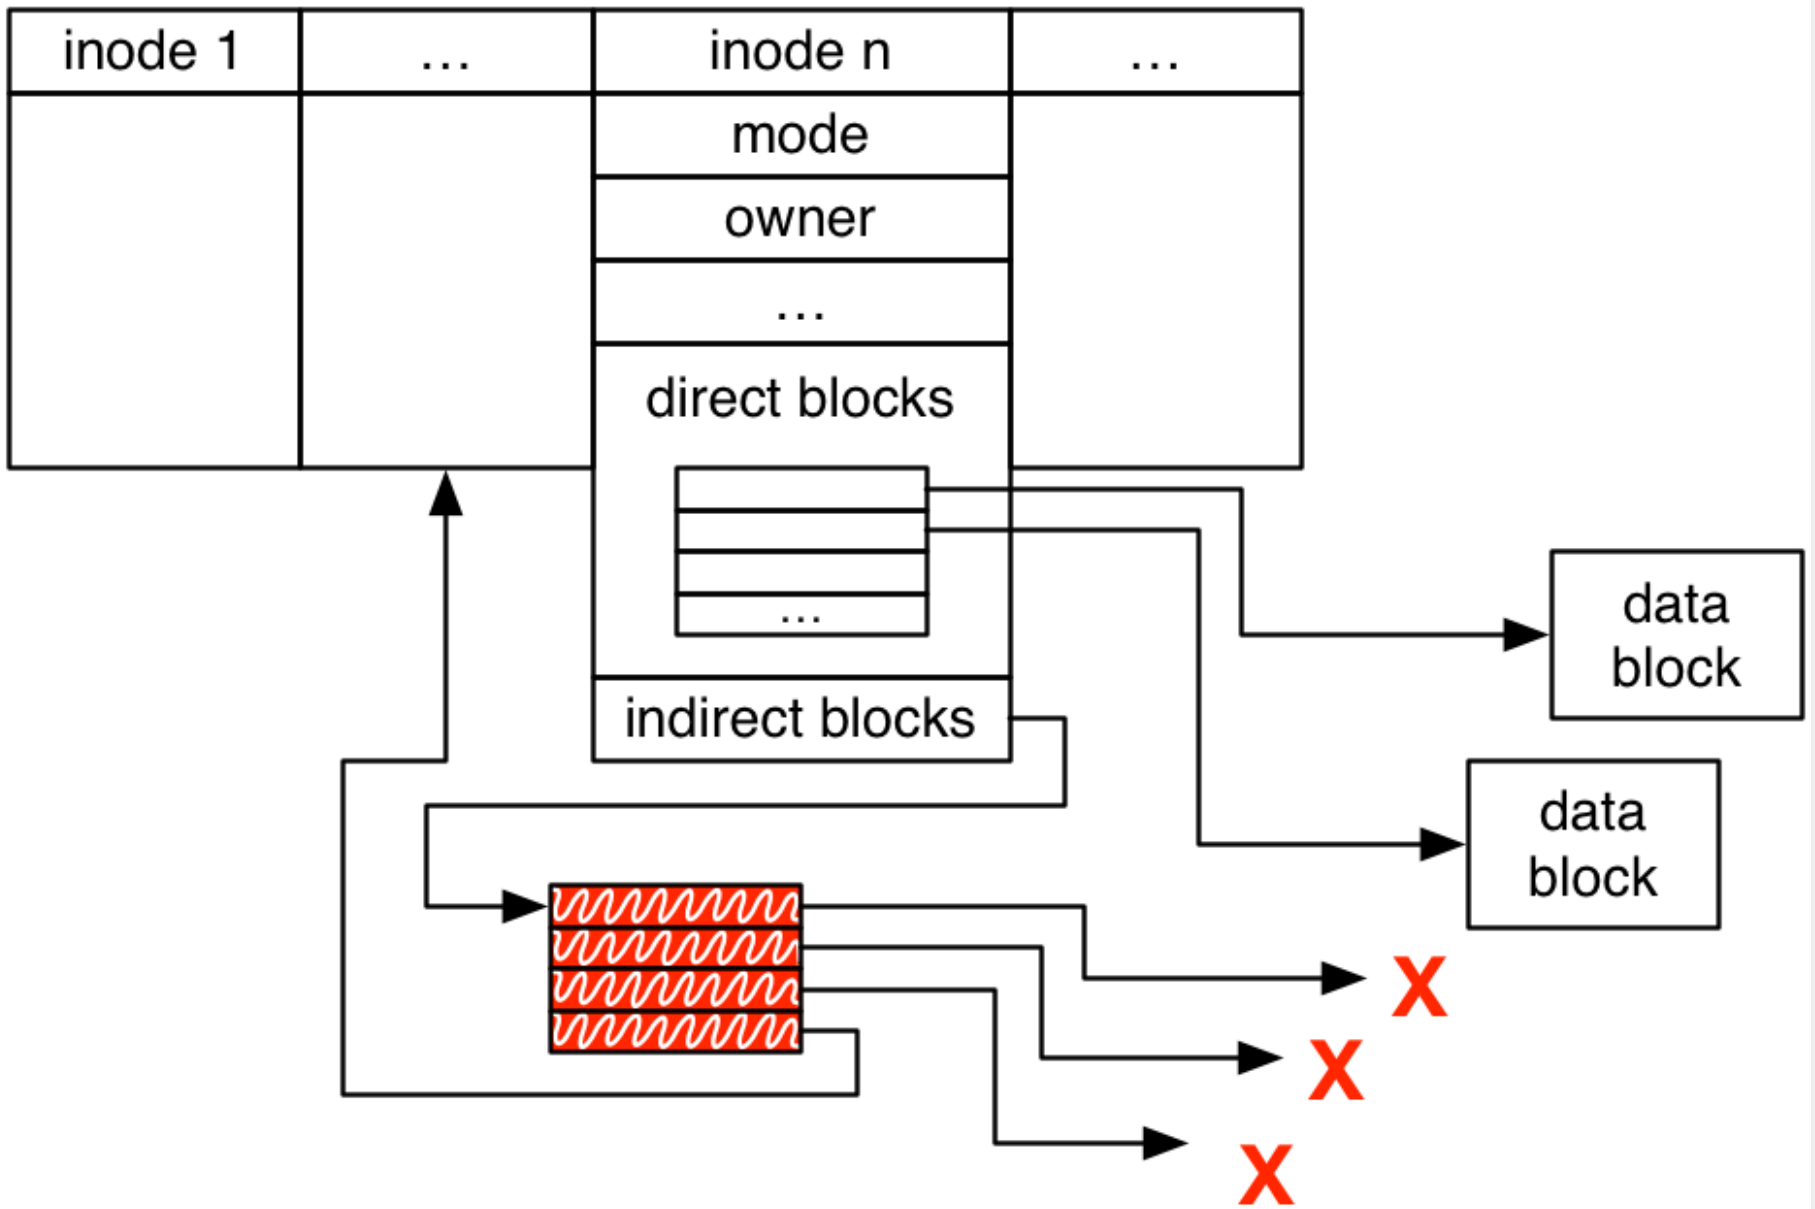 inode 1
...
inode n
...
mode
owner
...
direct blocks
...
indirect blocks
data
block
data
block
X
X
X